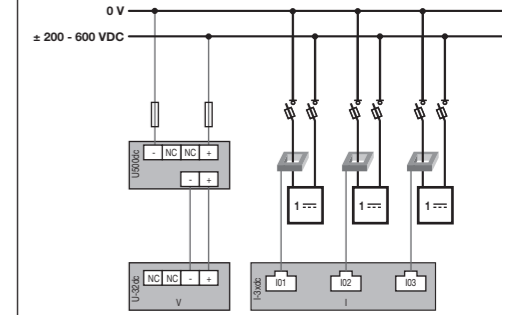 0 V
± 200 - 600 VDC
U500dc
- NC NC +
- +
1 1 1
U-32dc
NC NC - +
V
I-3xdc
I01 I02 I03
I